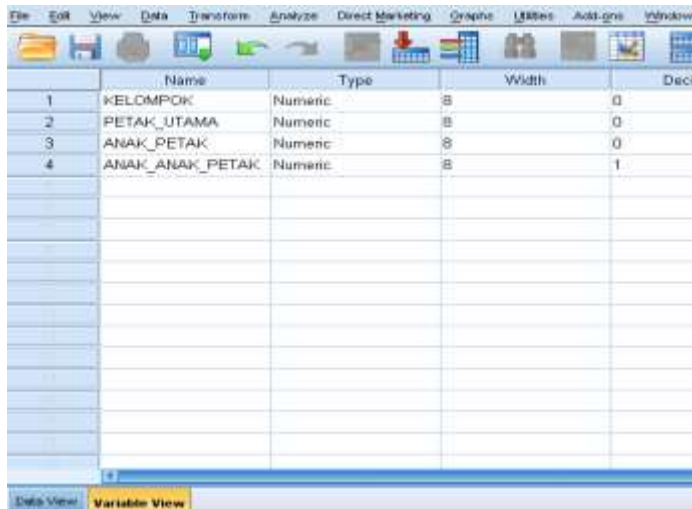 File Edit View Data Transform Analyze Direct Marketing Graphs Utilities Add-ons Window
Name Type Width Deci
1 KELOMPOK Numeric 8 0
2 PETAK_UTAMA Numeric 8 0
3 ANAK_PETAK Numeric 8 0
4 ANAK_ANAK_PETAK Numeric 8 1
Data View Variable View